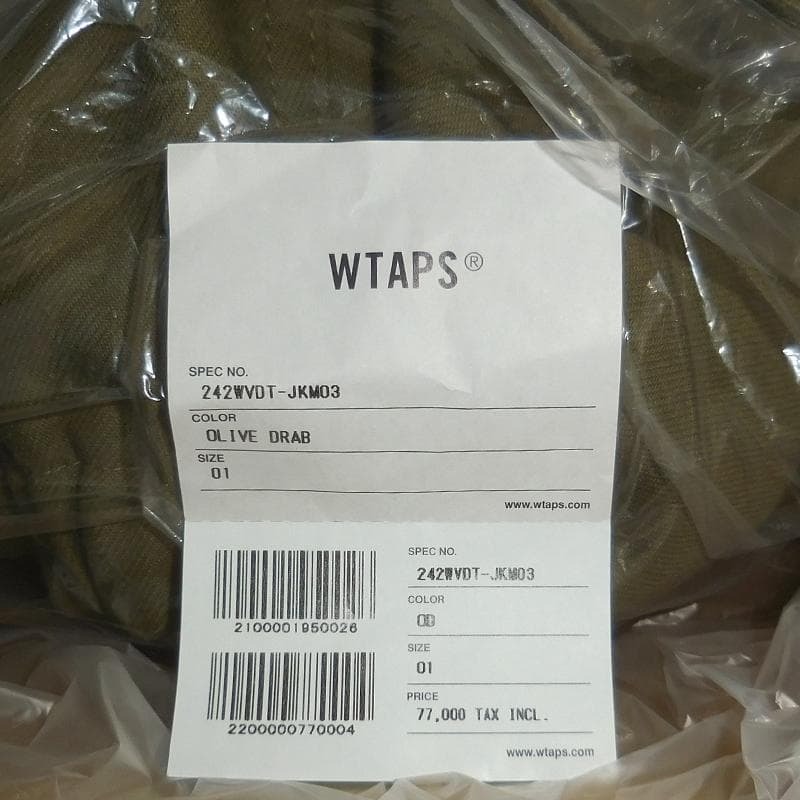 WTAPS®
SPEC NO.
242WVDT-JKM03
COLOR
OLIVE DRAB
SIZE
01
www.wtaps.com
2100001950026
2200000770004
SPEC NO.
242WVDT-JKM03
COLOR
OD
SIZE
01
PRICE
77,000 TAX INCL.
www.wtaps.com